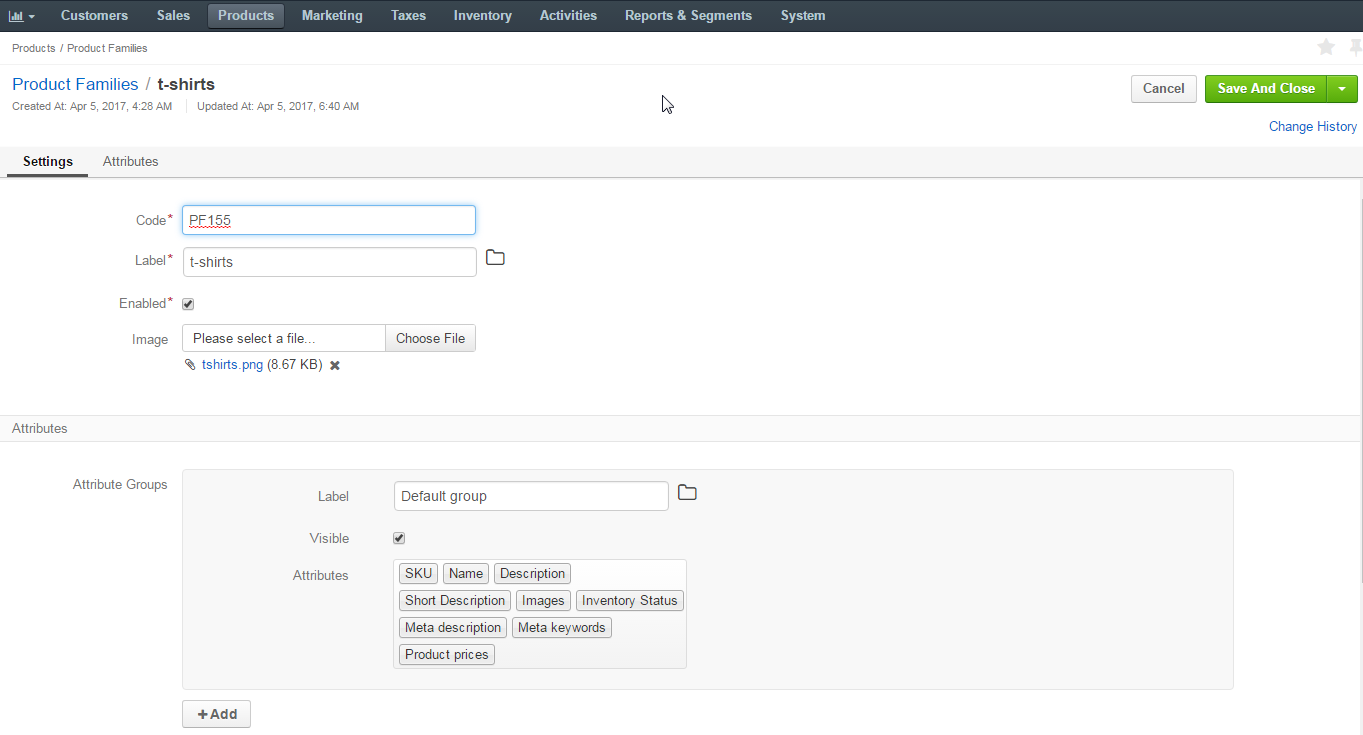 Customers Sales Products Marketing Taxes Inventory Activities Reports & Segments System
Products / Product Families
Product Families / t-shirts
Cancel Save And Close
Created At: Apr 5, 2017, 4:28 AM Updated At: Apr 5, 2017, 6:40 AM
Change History
Settings Attributes
Code* PF155
Label* t-shirts
Enabled*
Image Please select a file... Choose File
tshirts.png (8.67 KB)
Attributes
Attribute Groups
Label Default group
Visible
Attributes SKU Name Description
Short Description Images Inventory Status
Meta description Meta keywords
Product prices
+Add